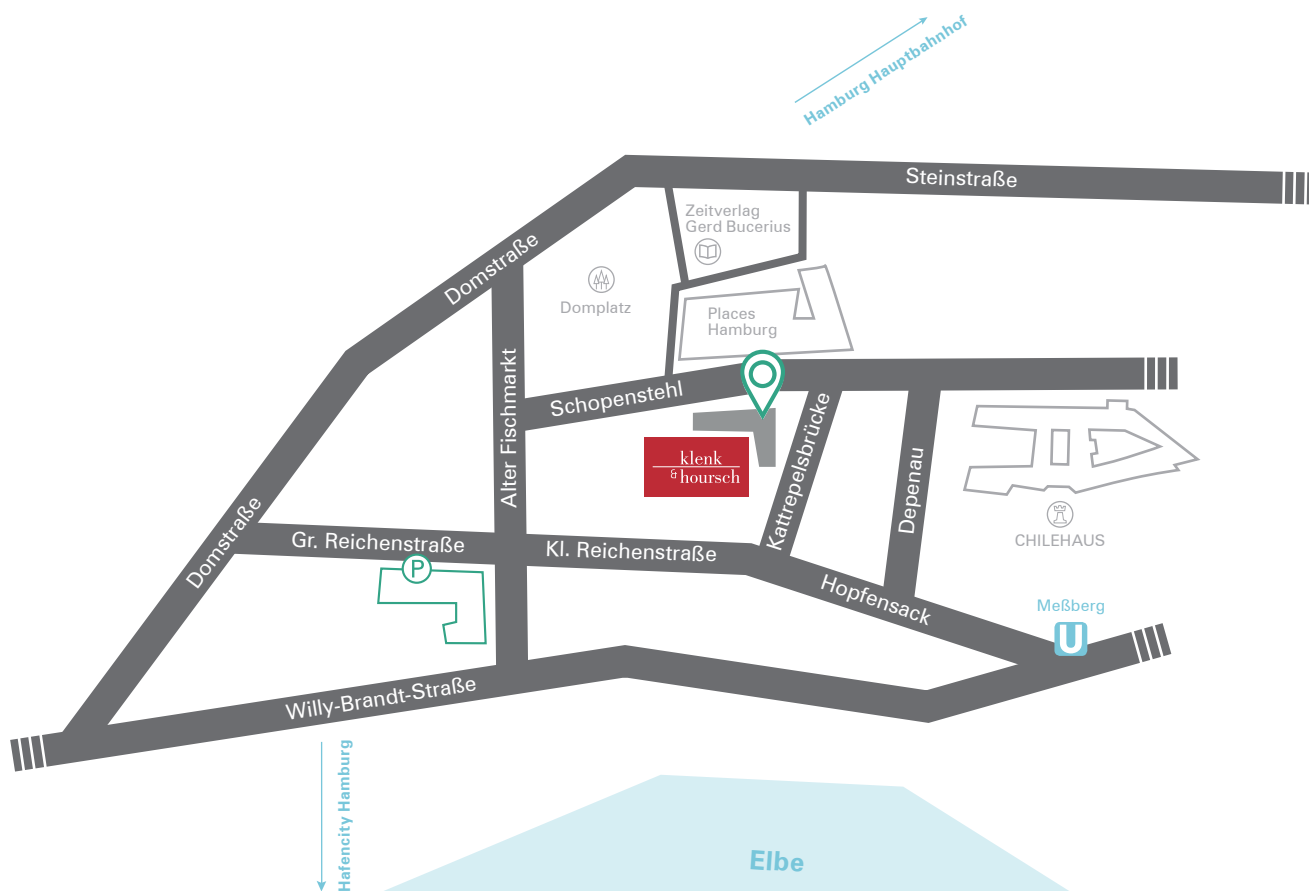 Hamburg Hauptbahnhof
Steinstraße
Zeitverlag
Gerd Bucerius
Domstraße
Domplatz
Places
Hamburg
Alter Fischmarkt
Schopenstehl
klenk
& hoursch
Kattrepelsbrücke
Depenau
CHILEHAUS
Domstraße
Gr. Reichenstraße
Kl. Reichenstraße
P
Hopfensack
Meßberg
U
Willy-Brandt-Straße
Hafencity Hamburg
Elbe